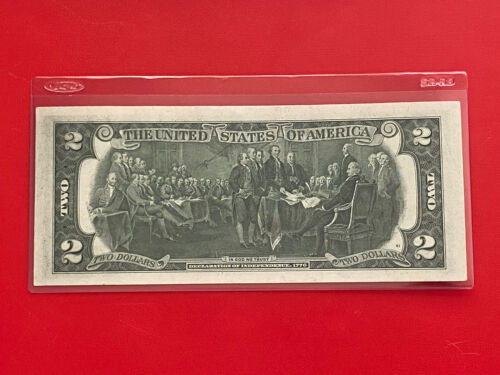 2 THE UNITED STATES OF AMERICA 2
TWO TWO
2 2
TWO DOLLARS IN GOD WE TRUST TWO DOLLARS
DECLARATION OF INDEPENDENCE, 1776